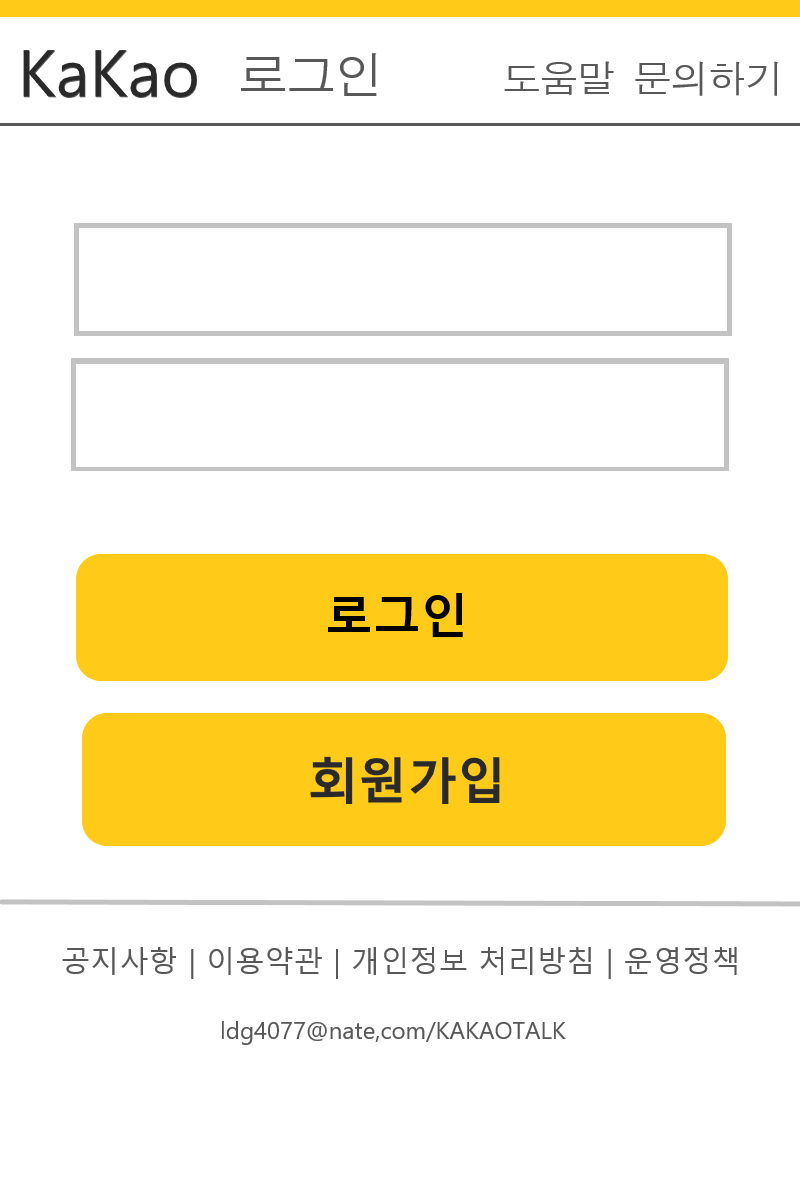 KaKao 로그인 도움말 문의하기
로그인
회원가입
공지사항 | 이용약관 | 개인정보 처리방침 | 운영정책
ldg4077@nate,com/KAKAOTALK